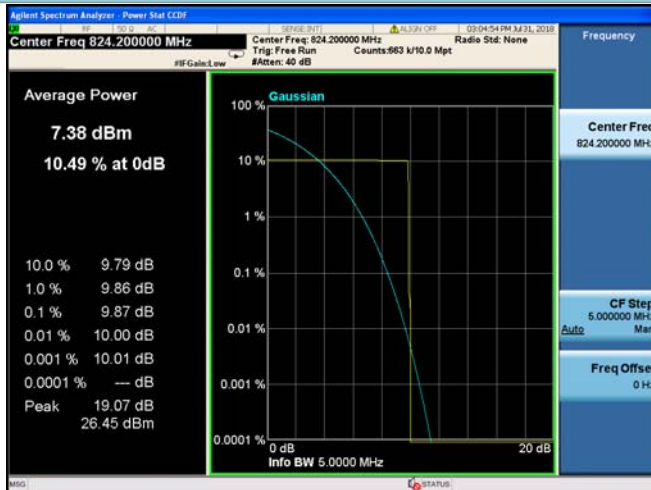 Agilent Spectrum Analyzer - Power Stat CCDF
RF 50 Ω AC SENSE:INT ALIGN OFF 03:04:54 PM Jul 31, 2018
Center Freq 824.200000 MHz
Center Freq: 824.200000 MHz Radio Std: None
Trig: Free Run Counts:663 k/10.0 Mpt
#IFGain:Low #Atten: 40 dB
Frequency
Average Power
7.38 dBm
10.49 % at 0dB
10.0 % 9.79 dB
1.0 % 9.86 dB
0.1 % 9.87 dB
0.01 % 10.00 dB
0.001 % 10.01 dB
0.0001 % --- dB
Peak 19.07 dB
26.45 dBm
Gaussian
100 %
10 %
1 %
0.1 %
0.01 %
0.001 %
0.0001 %
0 dB 20 dB
Info BW 5.0000 MHz
Center Freq
824.200000 MHz
CF Step
5.000000 MHz
Auto Man
Freq Offse
0 Hz
MSG STATUS